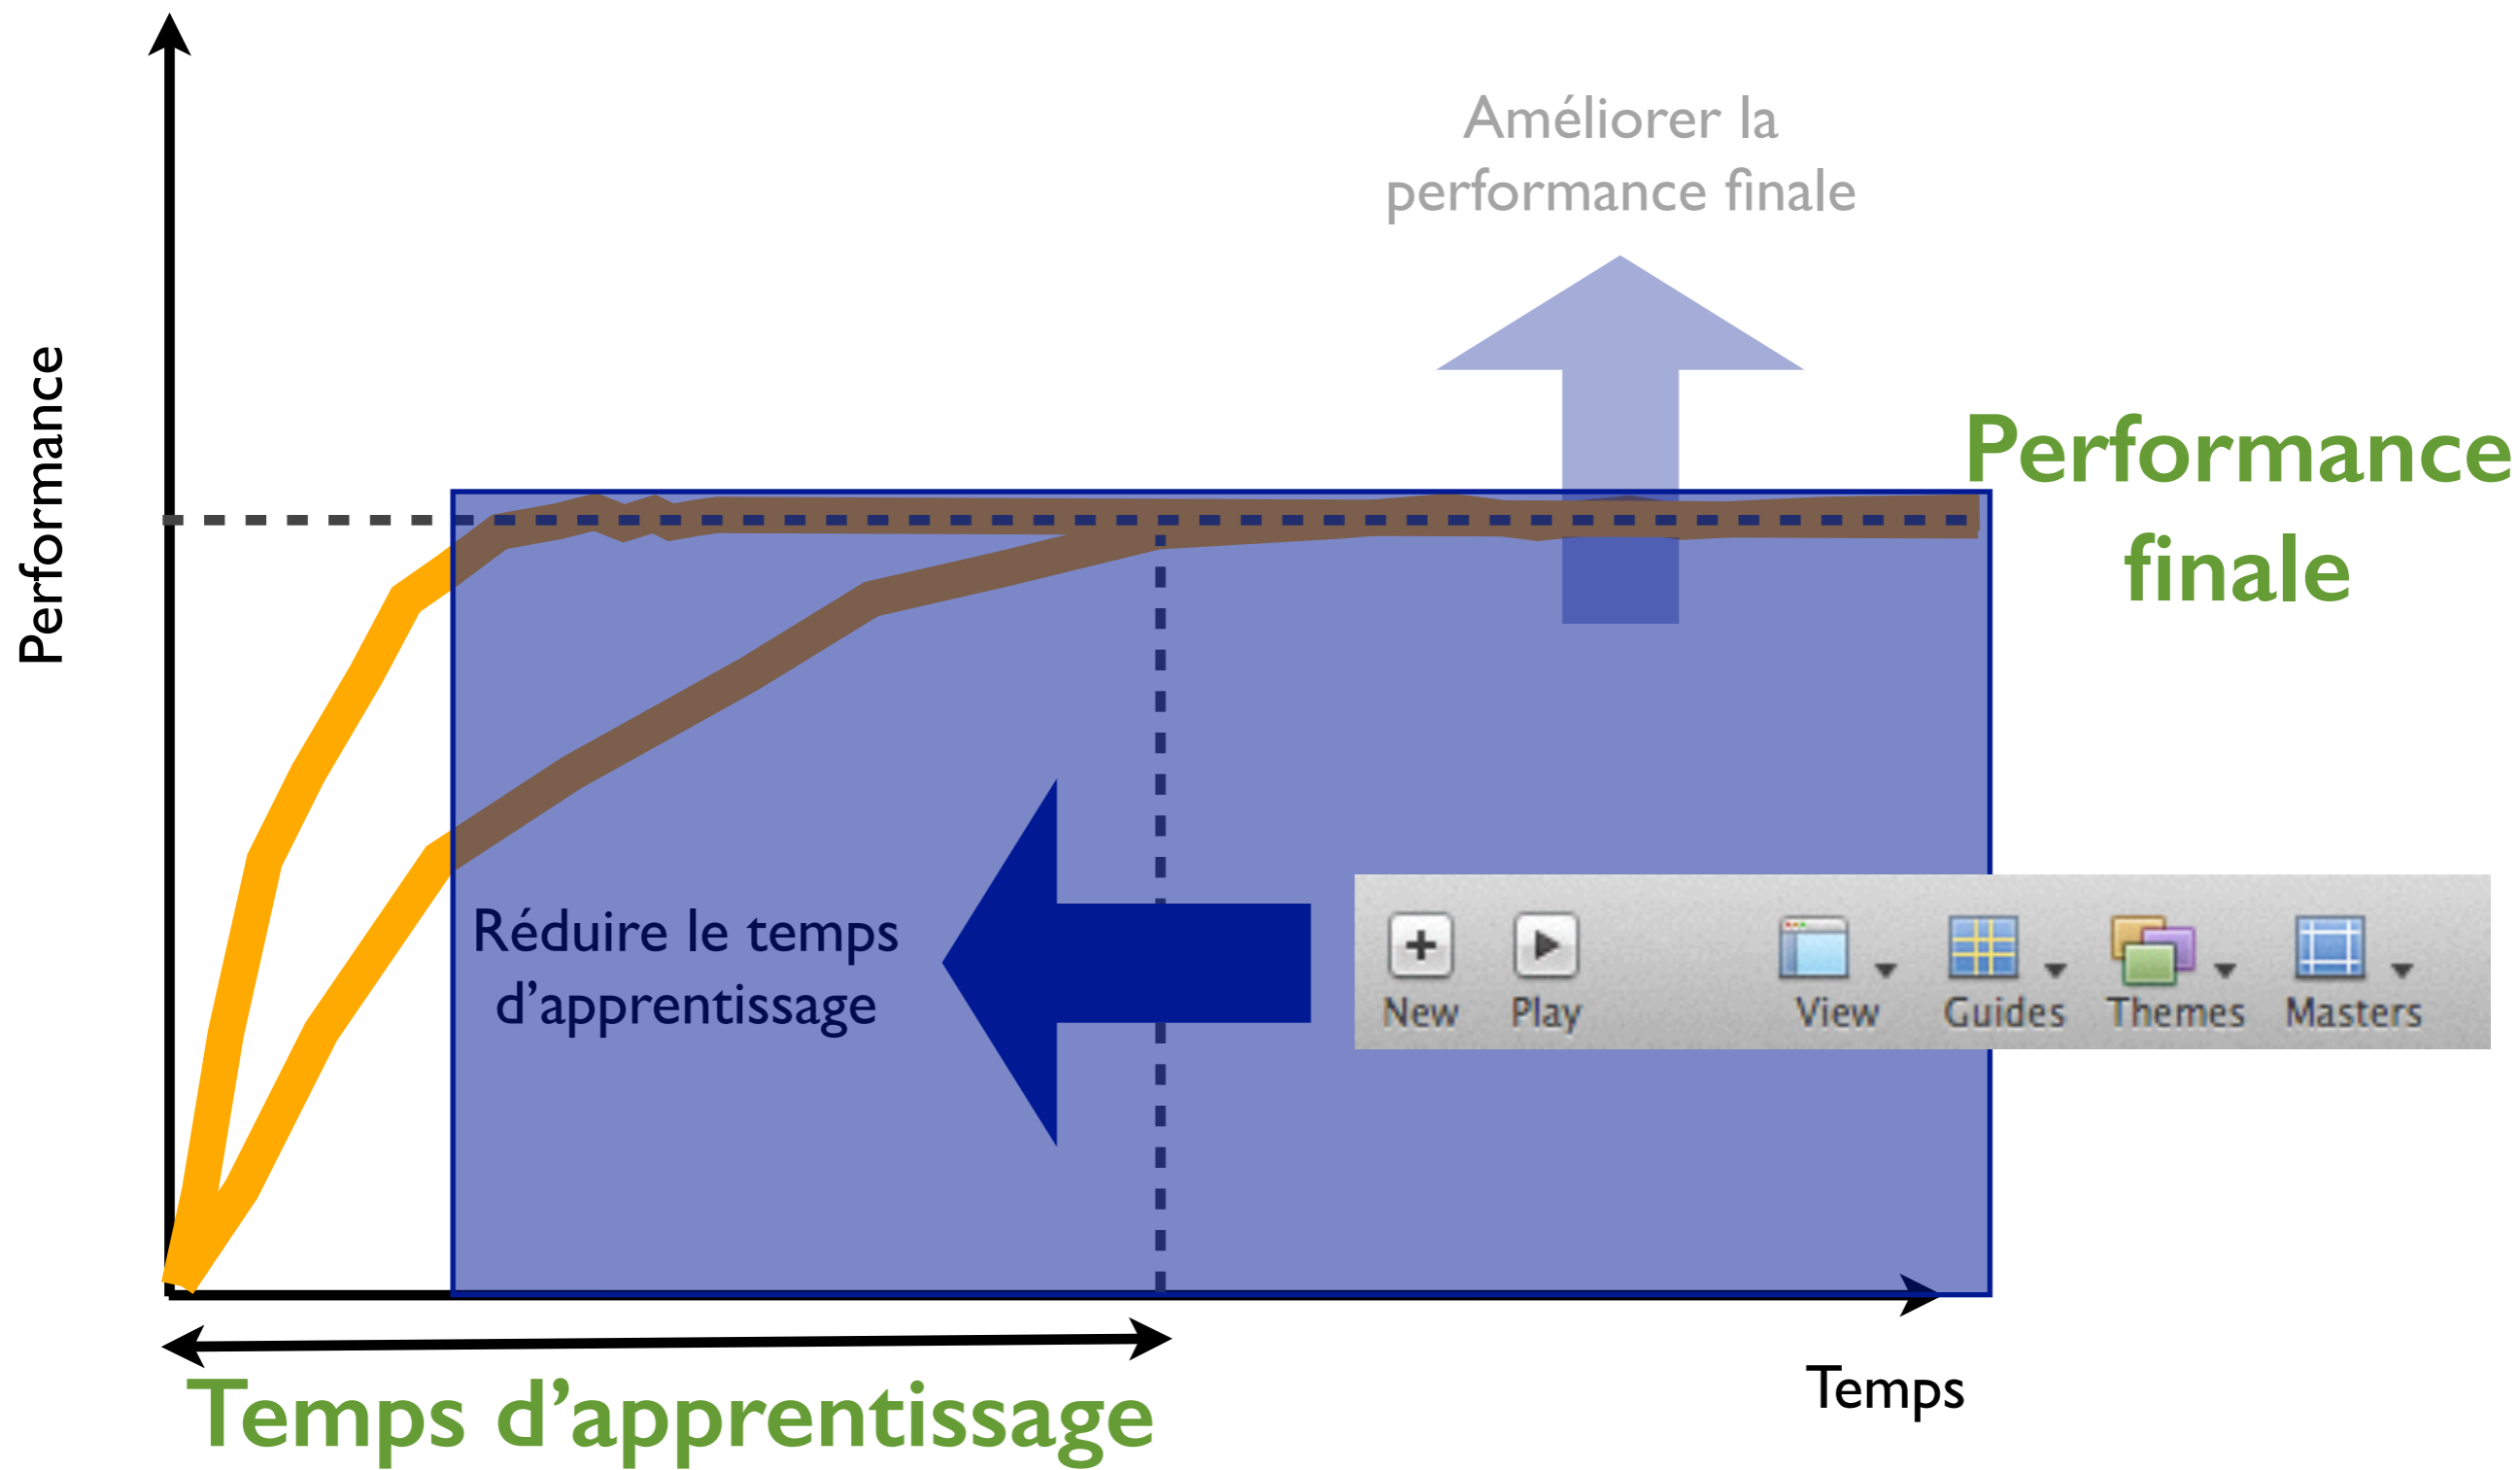 Améliorer la
performance finale
Performance
Performance
finale
Réduire le temps
d’apprentissage
New Play View Guides Themes Masters
Temps
Temps d’apprentissage